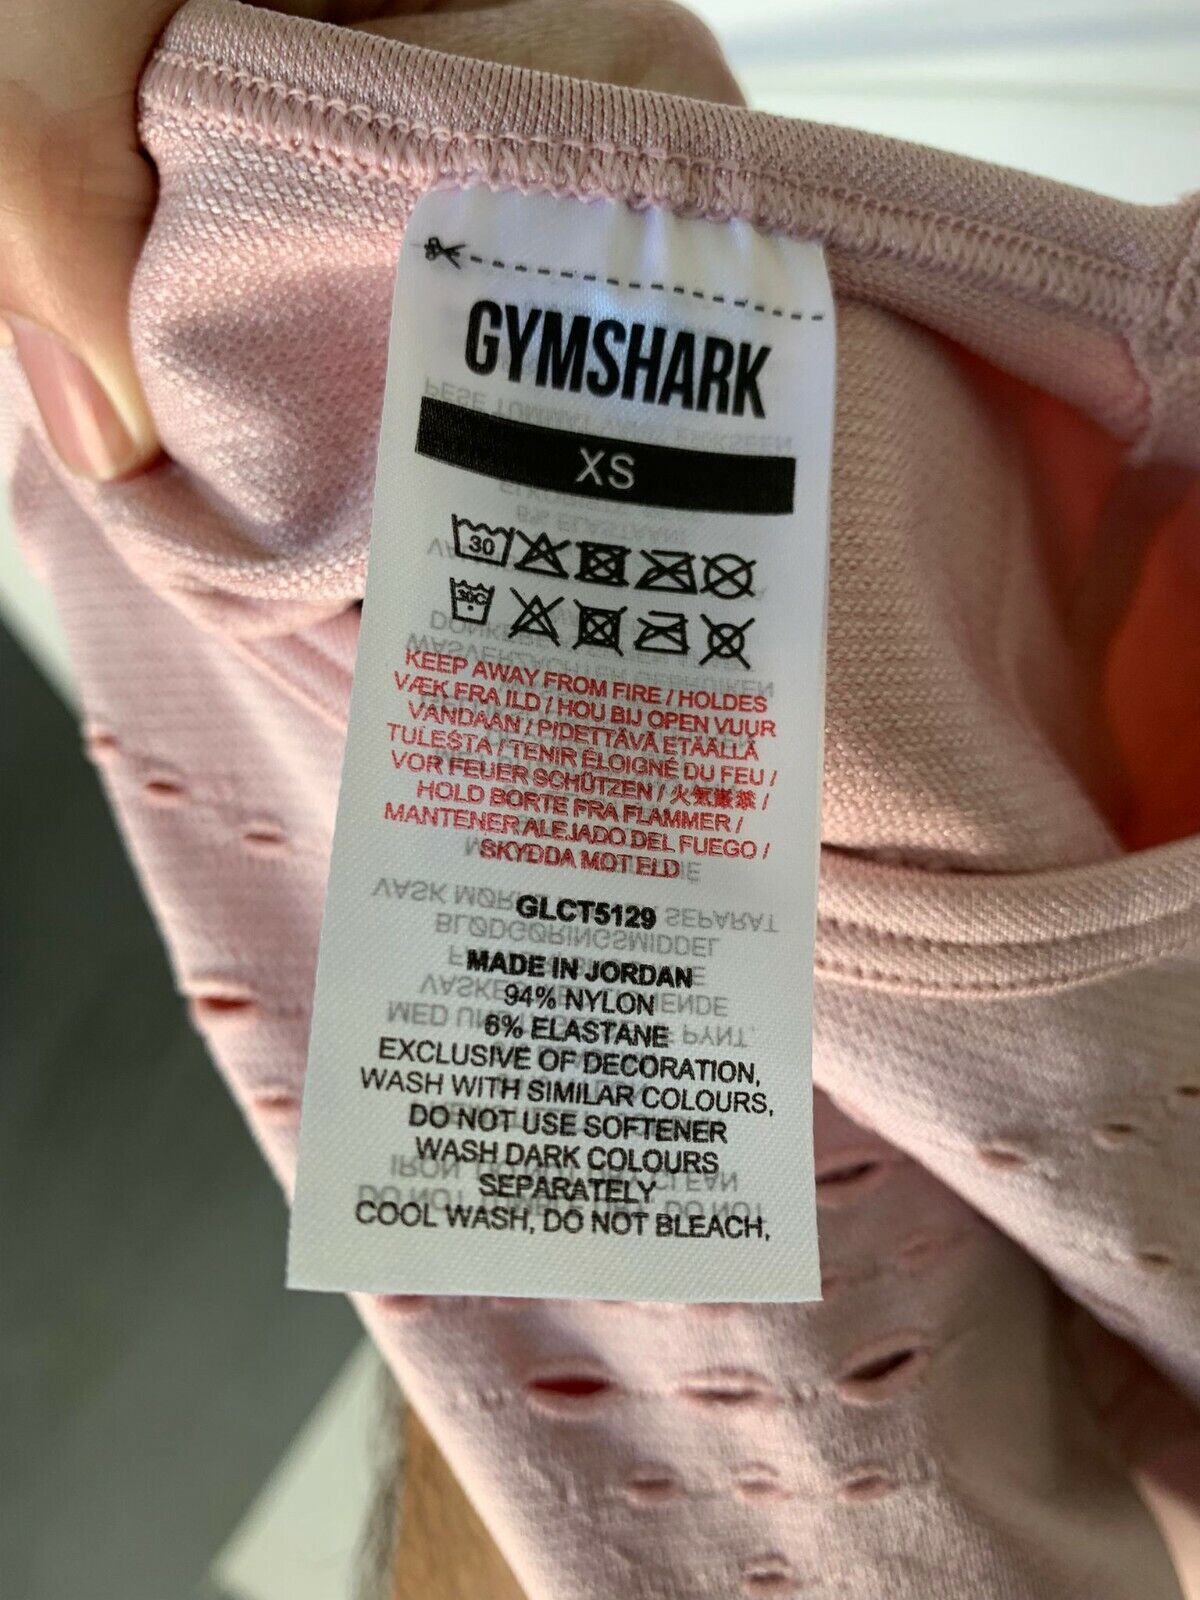 GYMSHARK
XS
30
30C
KEEP AWAY FROM FIRE / HOLDES
VÆK FRA ILD / HOU BIJ OPEN VUUR
VANDAAN / PIDETTÄVÄ ETÄÄLLÄ
TULESTA / TENIR ÉLOIGNÉ DU FEU /
VOR FEUER SCHÜTZEN / 火気厳禁 /
HOLD BORTE FRA FLAMMER /
MANTENER ALEJADO DEL FUEGO /
SKYDDA MOT ELD
GLCT5129
MADE IN JORDAN
94% NYLON
6% ELASTANE
EXCLUSIVE OF DECORATION,
WASH WITH SIMILAR COLOURS,
DO NOT USE SOFTENER
WASH DARK COLOURS
SEPARATELY
COOL WASH, DO NOT BLEACH,